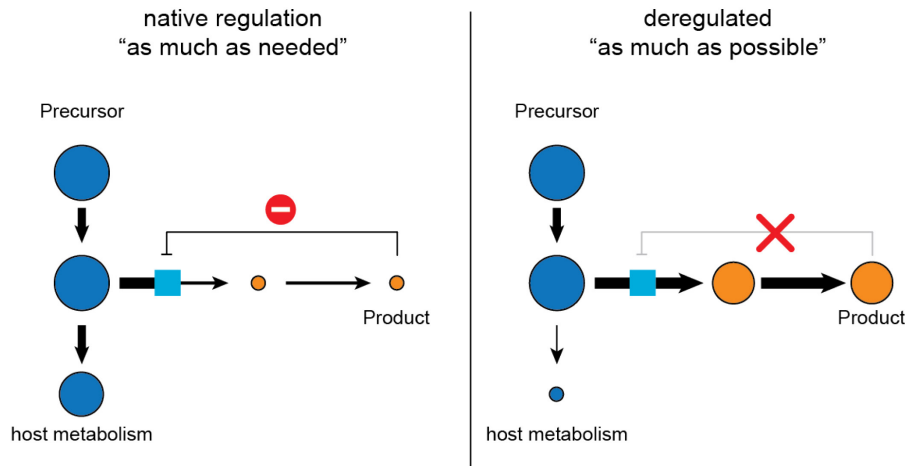 native regulation
“as much as needed”
Precursor
Product
host metabolism
deregulated
“as much as possible”
Precursor
Product
host metabolism